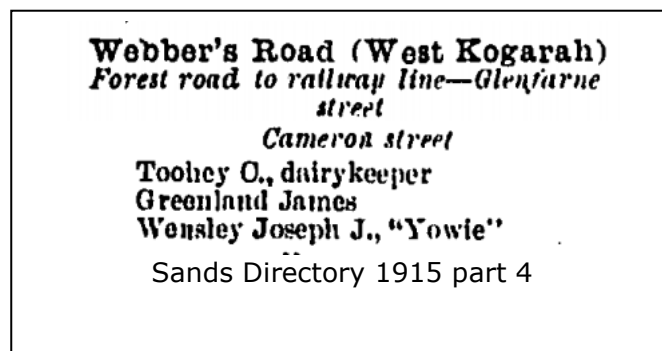 Webber's Road (West Kogarah)
Forest road to railway line—Glenfarne
street
Cameron street
Toohey O., dairykeeper
Greenland James
Wensley Joseph J., "Yowie"
Sands Directory 1915 part 4